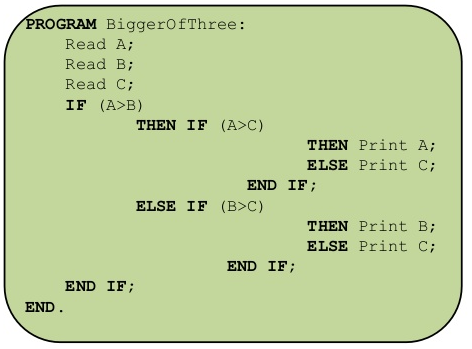 PROGRAM BiggerOfThree:
Read A;
Read B;
Read C;
IF (A>B)
THEN IF (A>C)
THEN Print A;
ELSE Print C;
END IF;
ELSE IF (B>C)
THEN Print B;
ELSE Print C;
END IF;
END IF;
END.